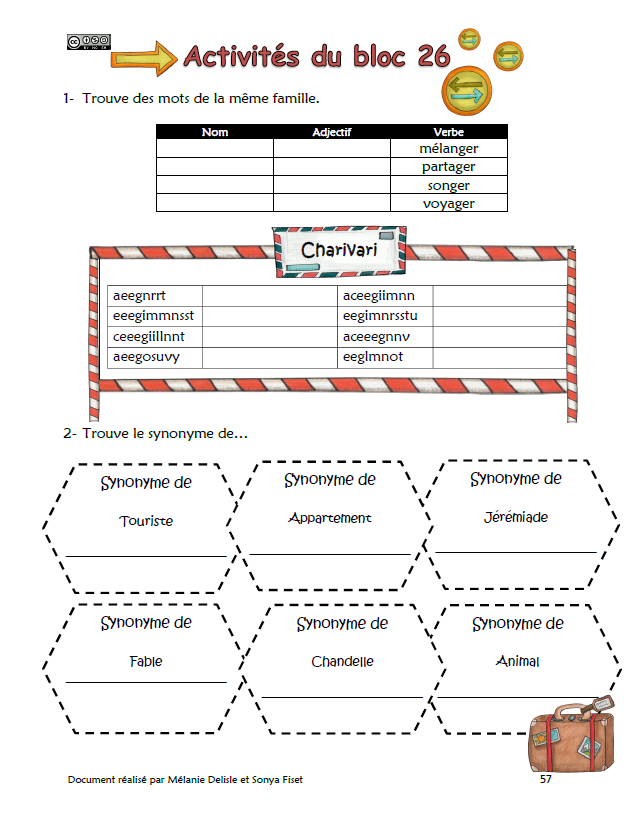 BY NC ND
Activités du bloc 26
1- Trouve des mots de la même famille.
Nom Adjectif Verbe
mélanger
partager
songer
voyager
Charivari
aeegnrrt aceegiimnn
eeegimmnsst eegimnrsstu
ceeegiillnnt aceeegnnv
aeegosuvy eeglmnot
2- Trouve le synonyme de…
Synonyme de Synonyme de Synonyme de
Touriste Appartement Jérémiade
Synonyme de Synonyme de Synonyme de
Fable Chandelle Animal
Document réalisé par Mélanie Delisle et Sonya Fiset 57